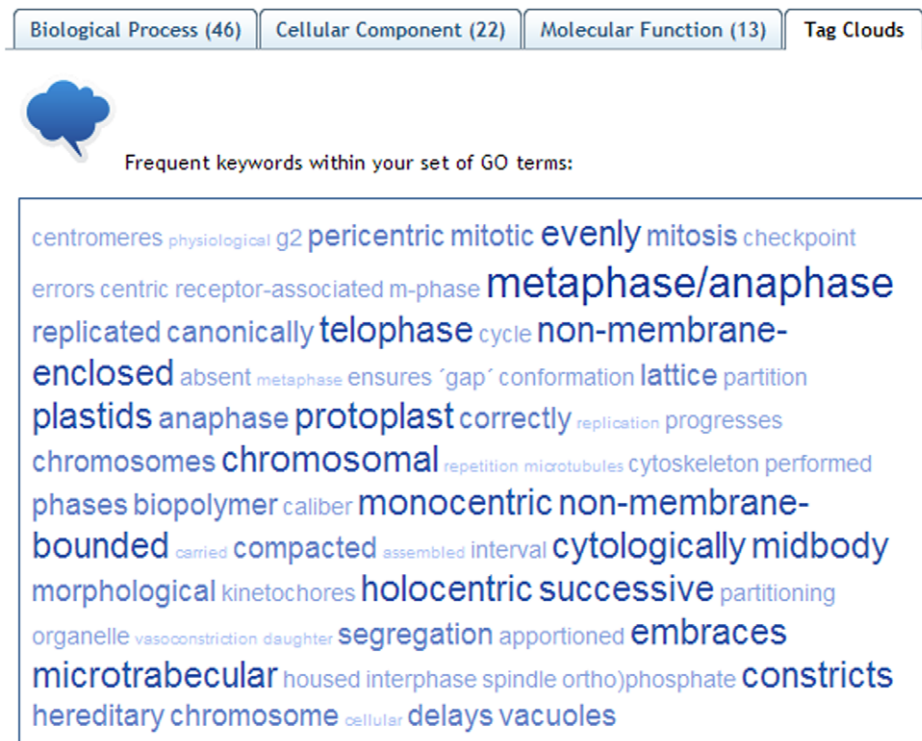 Biological Process (46) Cellular Component (22) Molecular Function (13) Tag Clouds
Frequent keywords within your set of GO terms:
centromeres physiological g2 pericentric mitotic evenly mitosis checkpoint
errors centric receptor-associated m-phase metaphase/anaphase
replicated canonically telophase cycle non-membrane-
enclosed absent metaphase ensures ´gap´ conformation lattice partition
plastids anaphase protoplast correctly replication progresses
chromosomes chromosomal repetition microtubules cytoskeleton performed
phases biopolymer caliber monocentric non-membrane-
bounded carried compacted assembled interval cytologically midbody
morphological kinetochores holocentric successive partitioning
organelle vasoconstriction daughter segregation apportioned embraces
microtrabecular housed interphase spindle ortho)phosphate constricts
hereditary chromosome cellular delays vacuoles